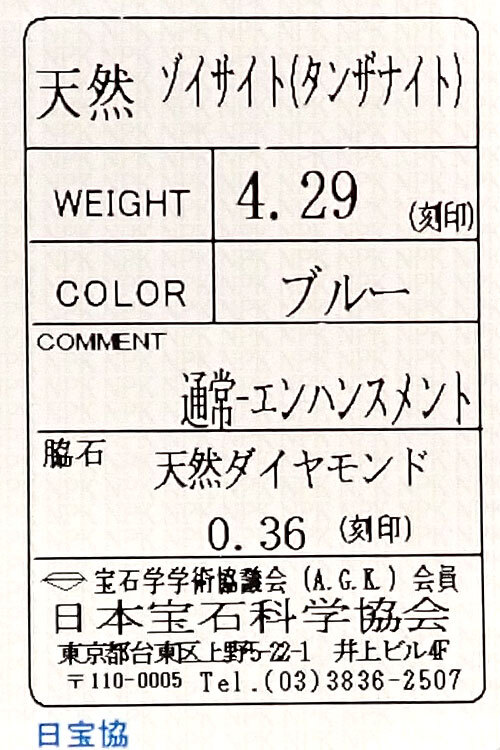 天然 ゾイサイト(タンザナイト)
WEIGHT 4.29 (刻印)
COLOR ブルー
COMMENT
通常-エンハンスメント
脇石 天然ダイヤモンド
0.36 (刻印)
宝石学学術協議会(A.G.K.)会員
日本宝石科学協会
東京都台東区上野5-22-1 井上ビル4F
〒110-0005 Tel.(03)3836-2507
日宝協